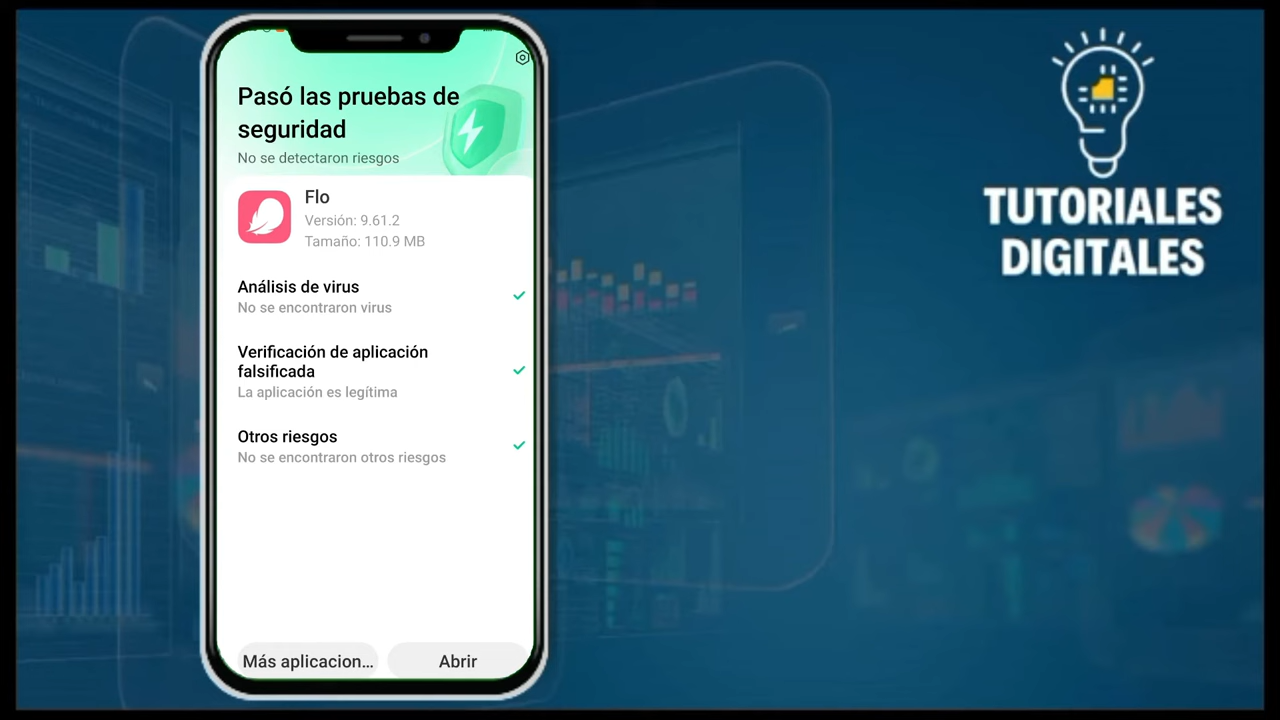 Pasó las pruebas de
seguridad
No se detectaron riesgos
Flo
Versión: 9.61.2
Tamaño: 110.9 MB
Análisis de virus
No se encontraron virus
Verificación de aplicación
falsificada
La aplicación es legítima
Otros riesgos
No se encontraron otros riesgos
Más aplicacion...
Abrir
TUTORIALES
DIGITALES